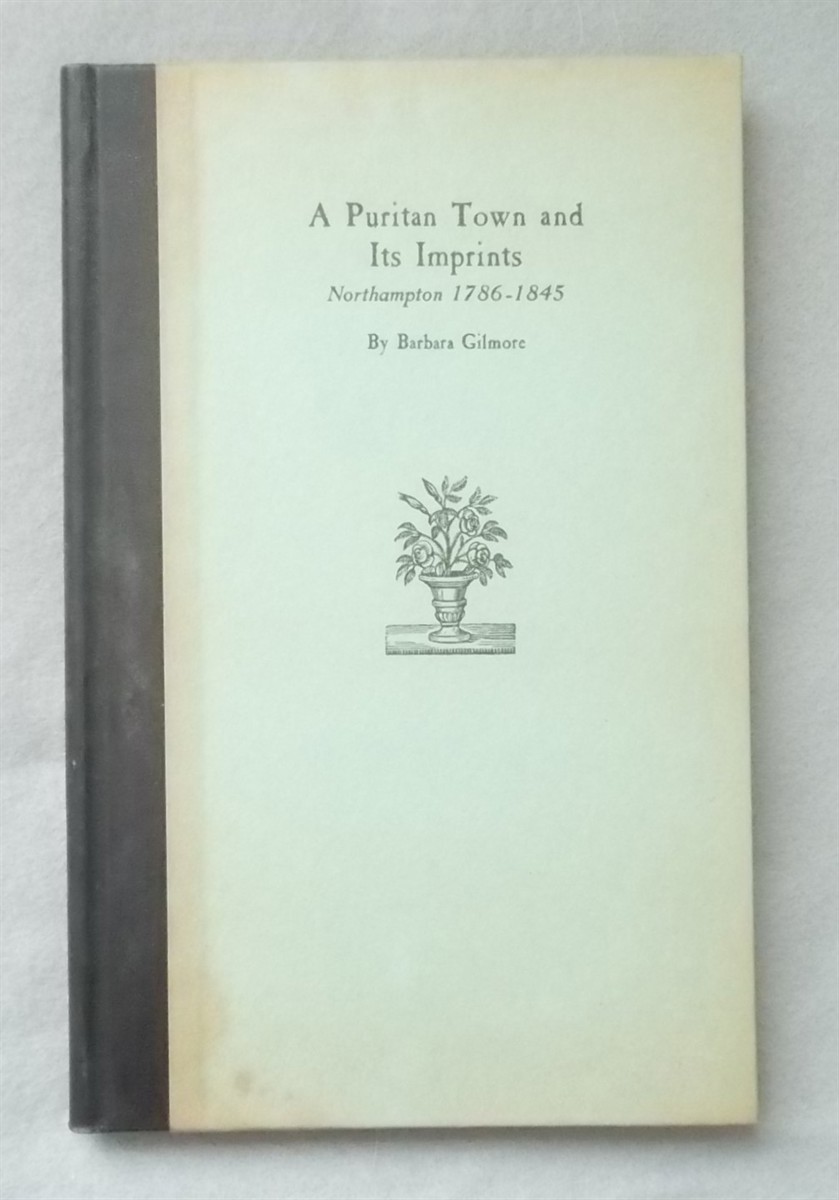 A Puritan Town and
Its Imprints
Northampton 1786-1845
By Barbara Gilmore